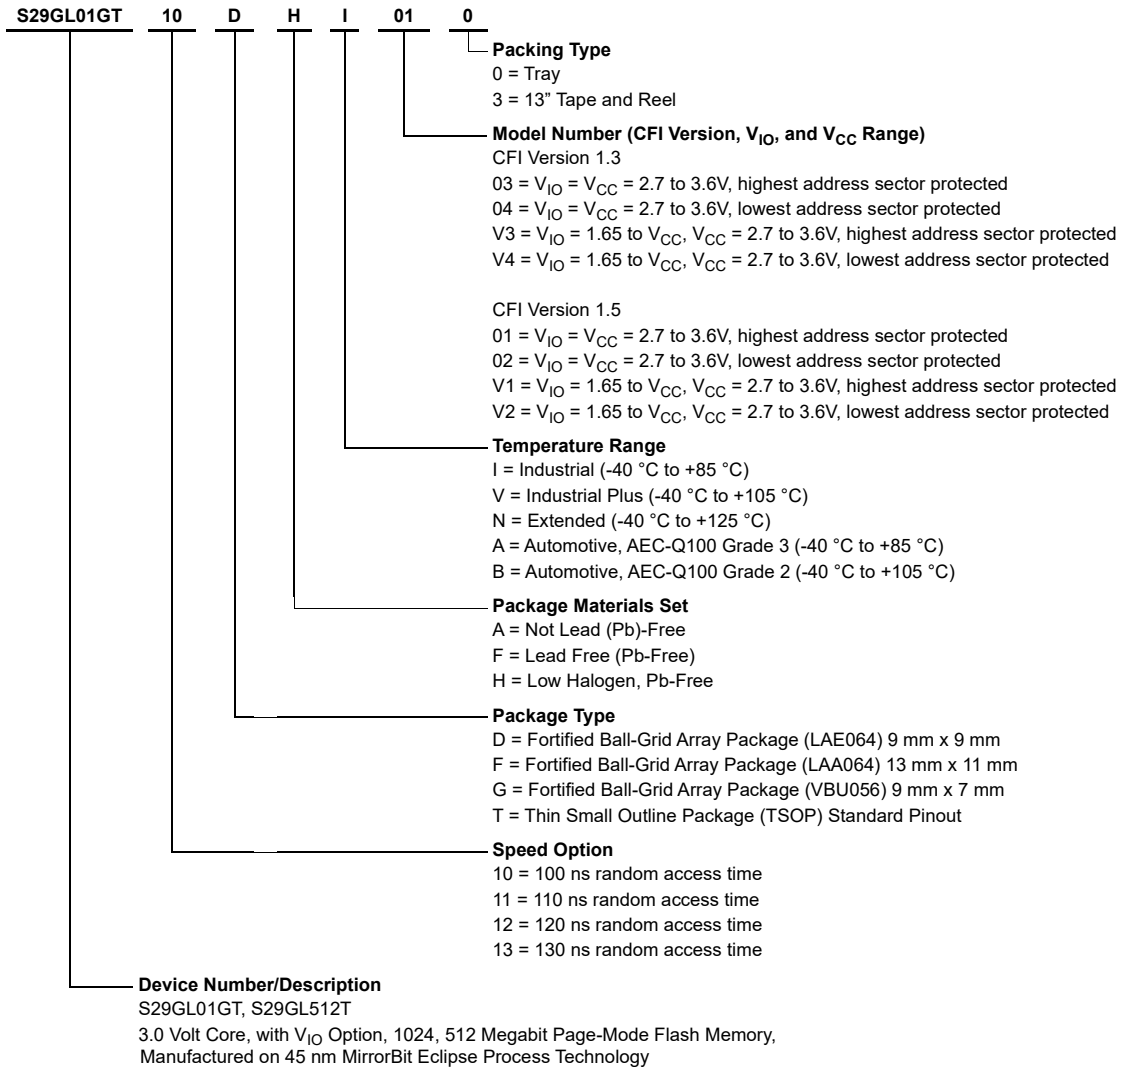 S29GL01GT 10 D H I 01 0
Packing Type
0 = Tray
3 = 13” Tape and Reel
Model Number (CFI Version, VIO, and VCC Range)
CFI Version 1.3
03 = VIO = VCC = 2.7 to 3.6V, highest address sector protected
04 = VIO = VCC = 2.7 to 3.6V, lowest address sector protected
V3 = VIO = 1.65 to VCC, VCC = 2.7 to 3.6V, highest address sector protected
V4 = VIO = 1.65 to VCC, VCC = 2.7 to 3.6V, lowest address sector protected
CFI Version 1.5
01 = VIO = VCC = 2.7 to 3.6V, highest address sector protected
02 = VIO = VCC = 2.7 to 3.6V, lowest address sector protected
V1 = VIO = 1.65 to VCC, VCC = 2.7 to 3.6V, highest address sector protected
V2 = VIO = 1.65 to VCC, VCC = 2.7 to 3.6V, lowest address sector protected
Temperature Range
I = Industrial (-40 °C to +85 °C)
V = Industrial Plus (-40 °C to +105 °C)
N = Extended (-40 °C to +125 °C)
A = Automotive, AEC-Q100 Grade 3 (-40 °C to +85 °C)
B = Automotive, AEC-Q100 Grade 2 (-40 °C to +105 °C)
Package Materials Set
A = Not Lead (Pb)-Free
F = Lead Free (Pb-Free)
H = Low Halogen, Pb-Free
Package Type
D = Fortified Ball-Grid Array Package (LAE064) 9 mm x 9 mm
F = Fortified Ball-Grid Array Package (LAA064) 13 mm x 11 mm
G = Fortified Ball-Grid Array Package (VBU056) 9 mm x 7 mm
T = Thin Small Outline Package (TSOP) Standard Pinout
Speed Option
10 = 100 ns random access time
11 = 110 ns random access time
12 = 120 ns random access time
13 = 130 ns random access time
Device Number/Description
S29GL01GT, S29GL512T
3.0 Volt Core, with VIO Option, 1024, 512 Megabit Page-Mode Flash Memory,
Manufactured on 45 nm MirrorBit Eclipse Process Technology